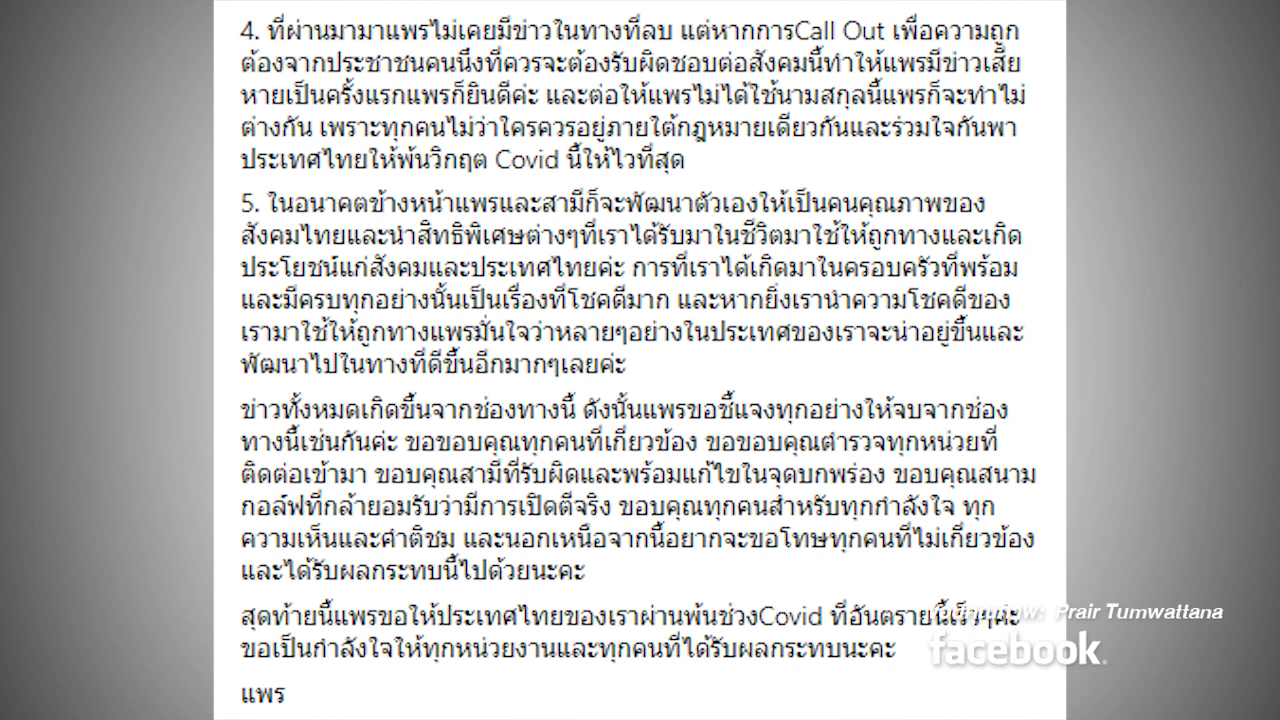 4. ที่ผ่านมามาแพรไม่เคยมีข่าวในทางที่ลบ แต่หากการCall Out เพื่อความถูก
ต้องจากประชาชนคนนึงที่ควรจะต้องรับผิดชอบต่อสังคมนี้ทำให้แพรมีข่าวเสีย
หายเป็นครั้งแรกแพรก็ยินดีค่ะ และต่อให้แพรไม่ได้ใช้นามสกุลนี้แพรก็จะทำไม่
ต่างกัน เพราะทุกคนไม่ว่าใครควรอยู่ภายใต้กฎหมายเดียวกันและร่วมใจกันพา
ประเทศไทยให้พ้นวิกฤต Covid นี้ให้ไวที่สุด
5. ในอนาคตข้างหน้าแพรและสามีก็จะพัฒนาตัวเองให้เป็นคนคุณภาพของ
สังคมไทยและนำสิทธิพิเศษต่างๆที่เราได้รับมาในชีวิตมาใช้ให้ถูกทางและเกิด
ประโยชน์แก่สังคมและประเทศไทยค่ะ การที่เราได้เกิดมาในครอบครัวที่พร้อม
และมีครบทุกอย่างนั้นเป็นเรื่องที่โชคดีมาก และหากยิ่งเรานำความโชคดีของ
เรามาใช้ให้ถูกทางแพรมั่นใจว่าหลายๆอย่างในประเทศของเราจะน่าอยู่ขึ้นและ
พัฒนาไปในทางที่ดีขึ้นอีกมากๆเลยค่ะ
ข่าวทั้งหมดเกิดขึ้นจากช่องทางนี้ ดังนั้นแพรขอชี้แจงทุกอย่างให้จบจากช่อง
ทางนี้เช่นกันค่ะ ขอขอบคุณทุกคนที่เกี่ยวข้อง ขอขอบคุณตำรวจทุกหน่วยที่
ติดต่อเข้ามา ขอบคุณสามีที่รับผิดและพร้อมแก้ไขในจุดบกพร่อง ขอบคุณสนาม
กอล์ฟที่กล้ายอมรับว่ามีการเปิดตีจริง ขอบคุณทุกคนสำหรับทุกกำลังใจ ทุก
ความเห็นและคำติชม และนอกเหนือจากนี้อยากจะขอโทษทุกคนที่ไม่เกี่ยวข้อง
และได้รับผลกระทบนี้ไปด้วยนะคะ
สุดท้ายนี้แพรขอให้ประเทศไทยของเราผ่านพ้นช่วงCovid ที่อันตรายนี้เร็วๆค่ะ
Prair Tumwattana
ขอเป็นกำลังใจให้ทุกหน่วยงานและทุกคนที่ได้รับผลกระทบนะคะ
facebook
แพร